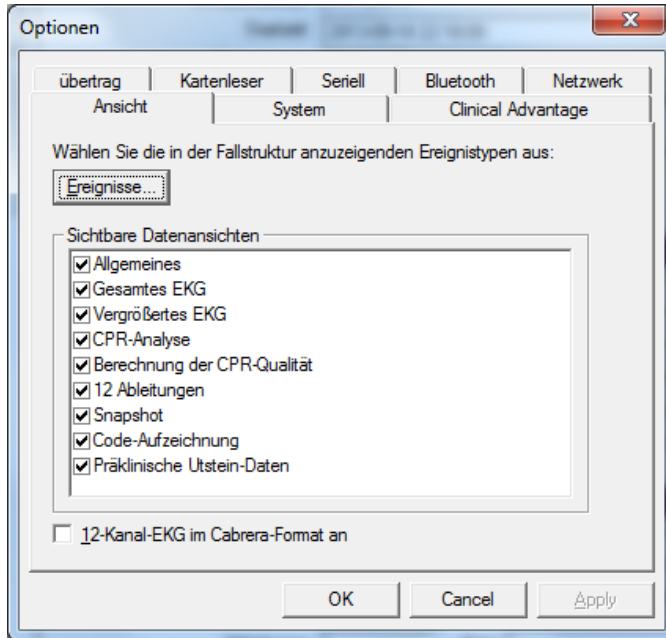 Optionen
übertrag Kartenleser Seriell Bluetooth Netzwerk
Ansicht System Clinical Advantage
Wählen Sie die in der Fallstruktur anzuzeigenden Ereignistypen aus:
Ereignisse...
Sichtbare Datenansichten
Allgemeines
Gesamtes EKG
Vergrößertes EKG
CPR-Analyse
Berechnung der CPR-Qualität
12 Ableitungen
Snapshot
Code-Aufzeichnung
Präklinische Utstein-Daten
12-Kanal-EKG im Cabrera-Format an
OK Cancel Apply